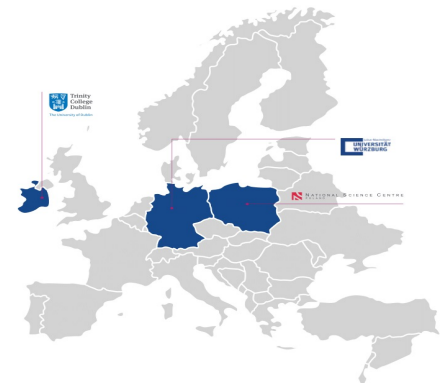 Trinity
College
Dublin
The University of Dublin
UNIVERSITÄT
WÜRZBURG
NATIONAL SCIENCE CENTRE